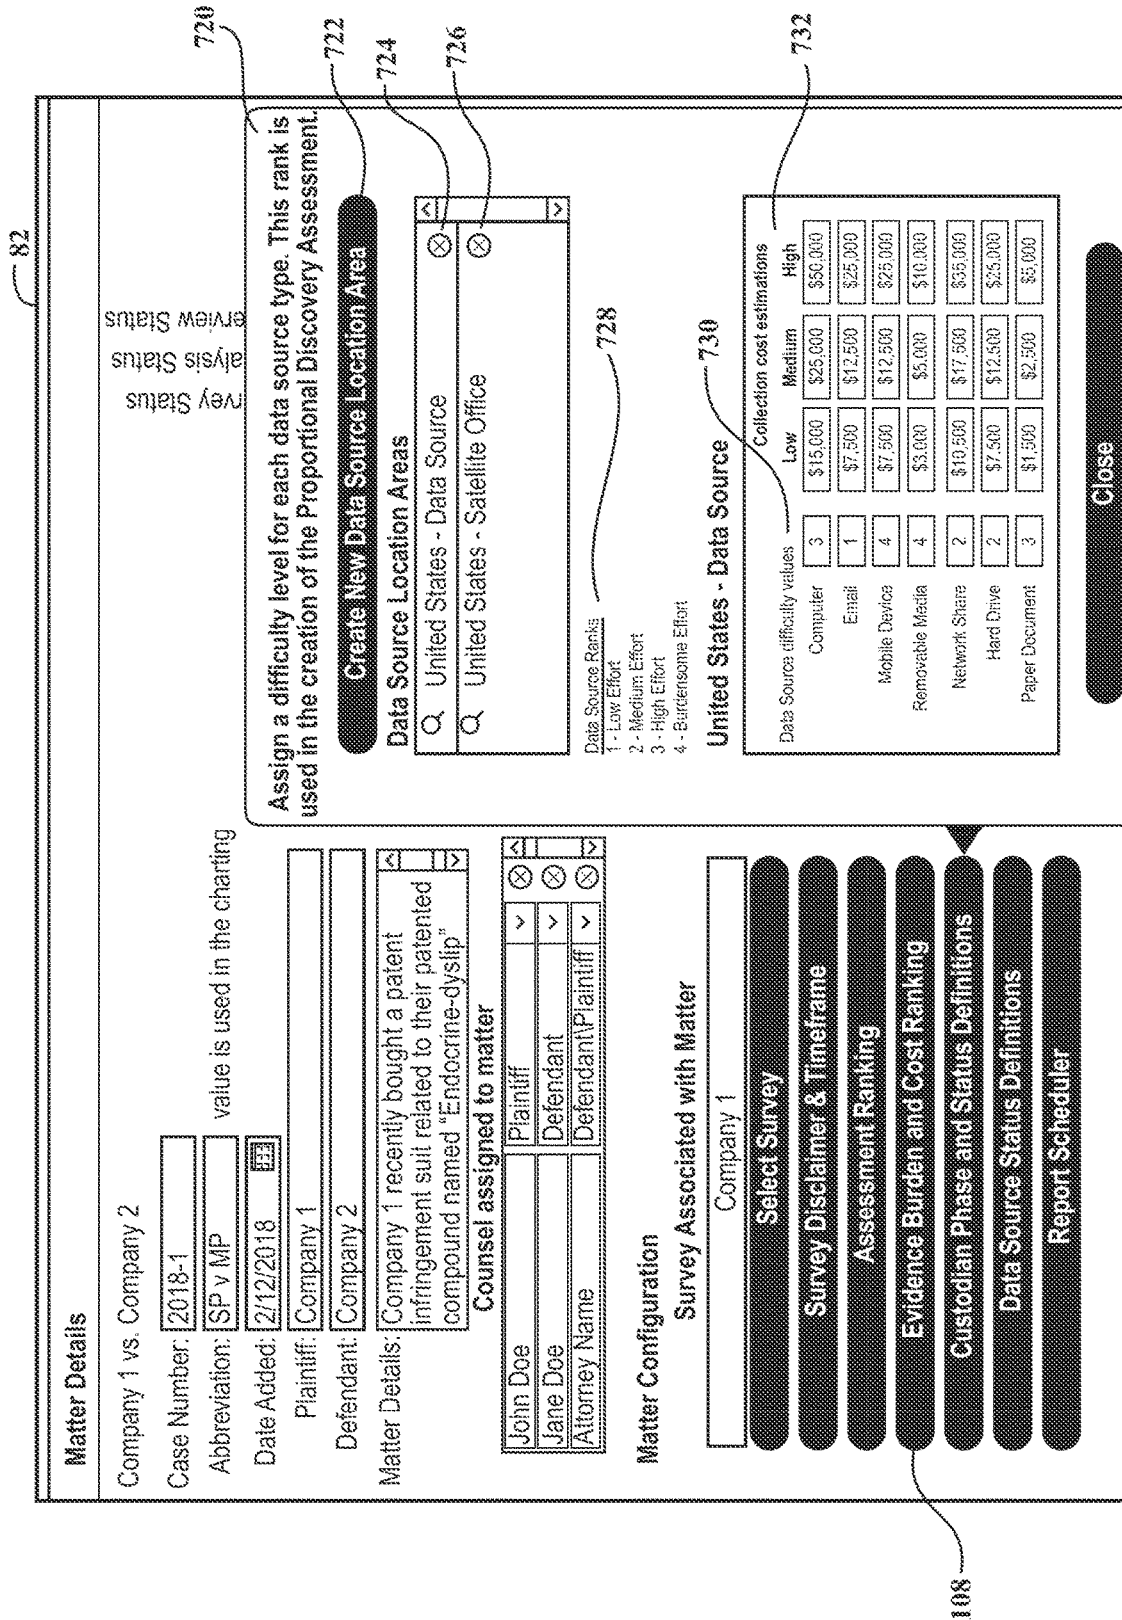 82
Matter Details
Company 1 vs. Company 2
Case Number: 2018-1
Abbreviation: SP v MP value is used in the charting
Date Added: 2/12/2018
Plaintiff: Company 1
Defendant: Company 2
Matter Details: Company 1 recently bought a patent
infringement suit related to their patented
compound named "Endocrine-dyslip"
Counsel assigned to matter
John Doe Plaintiff
Jane Doe Defendant
Attorney Name Defendant\Plaintiff
Matter Configuration
Survey Associated with Matter
Company 1
Select Survey
Survey Disclaimer & Timeframe
Assessment Ranking
Evidence Burden and Cost Ranking
108
Custodian Phase and Status Definitions
Data Source Status Definitions
Report Scheduler
rvey Status
alysis Status
erview Status
720
Assign a difficulty level for each data source type. This rank is
used in the creation of the Proportional Discovery Assessment.
Create New Data Source Location Area
722
Data Source Location Areas
724
United States - Data Source
United States - Satellite Office
726
Data Source Ranks
728
1 - Low Effort
2 - Medium Effort
3 - High Effort
4 - Burdensome Effort
United States - Data Source
730
732
Collection cost estimations
Data Source difficulty values Low Medium High
Computer 3 $15,000 $25,000 $50,000
Email 1 $7,500 $12,500 $25,000
Mobile Device 4 $7,500 $12,500 $25,000
Removable Media 4 $3,000 $5,000 $10,000
Network Share 2 $10,500 $17,500 $35,000
Hard Drive 2 $7,500 $12,500 $25,000
Paper Document 3 $1,500 $2,500 $5,000
Close